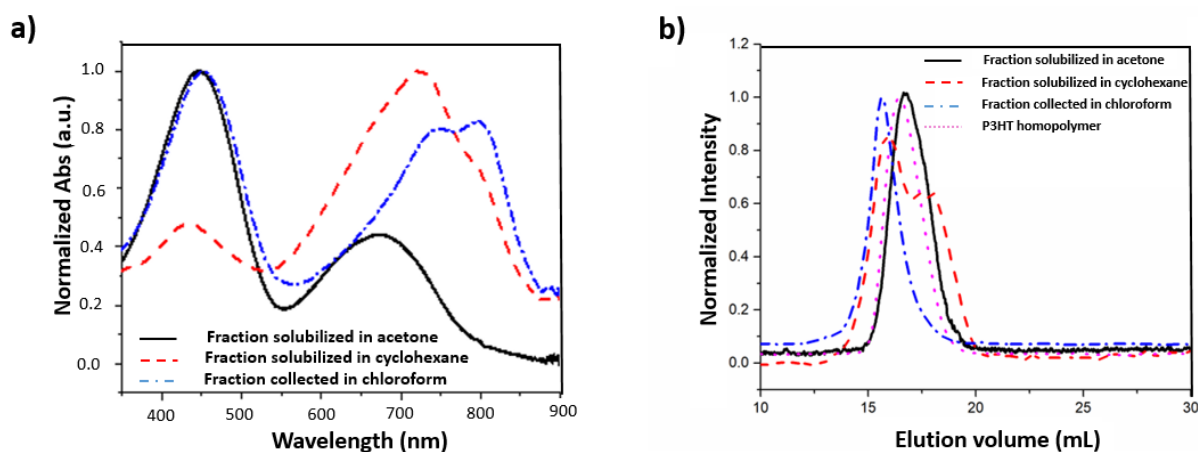 a)
Normalized Abs (a.u.)
1.0
0.8
0.6
0.4
0.2
0.0
Fraction solubilized in acetone
Fraction solubilized in cyclohexane
Fraction collected in chloroform
400 500 600 700 800 900
Wavelength (nm)
b)
Normalized Intensity
1.2
1.0
0.8
0.6
0.4
0.2
0.0
Fraction solubilized in acetone
Fraction solubilized in cyclohexane
Fraction collected in chloroform
P3HT homopolymer
10 15 20 25 30
Elution volume (mL)